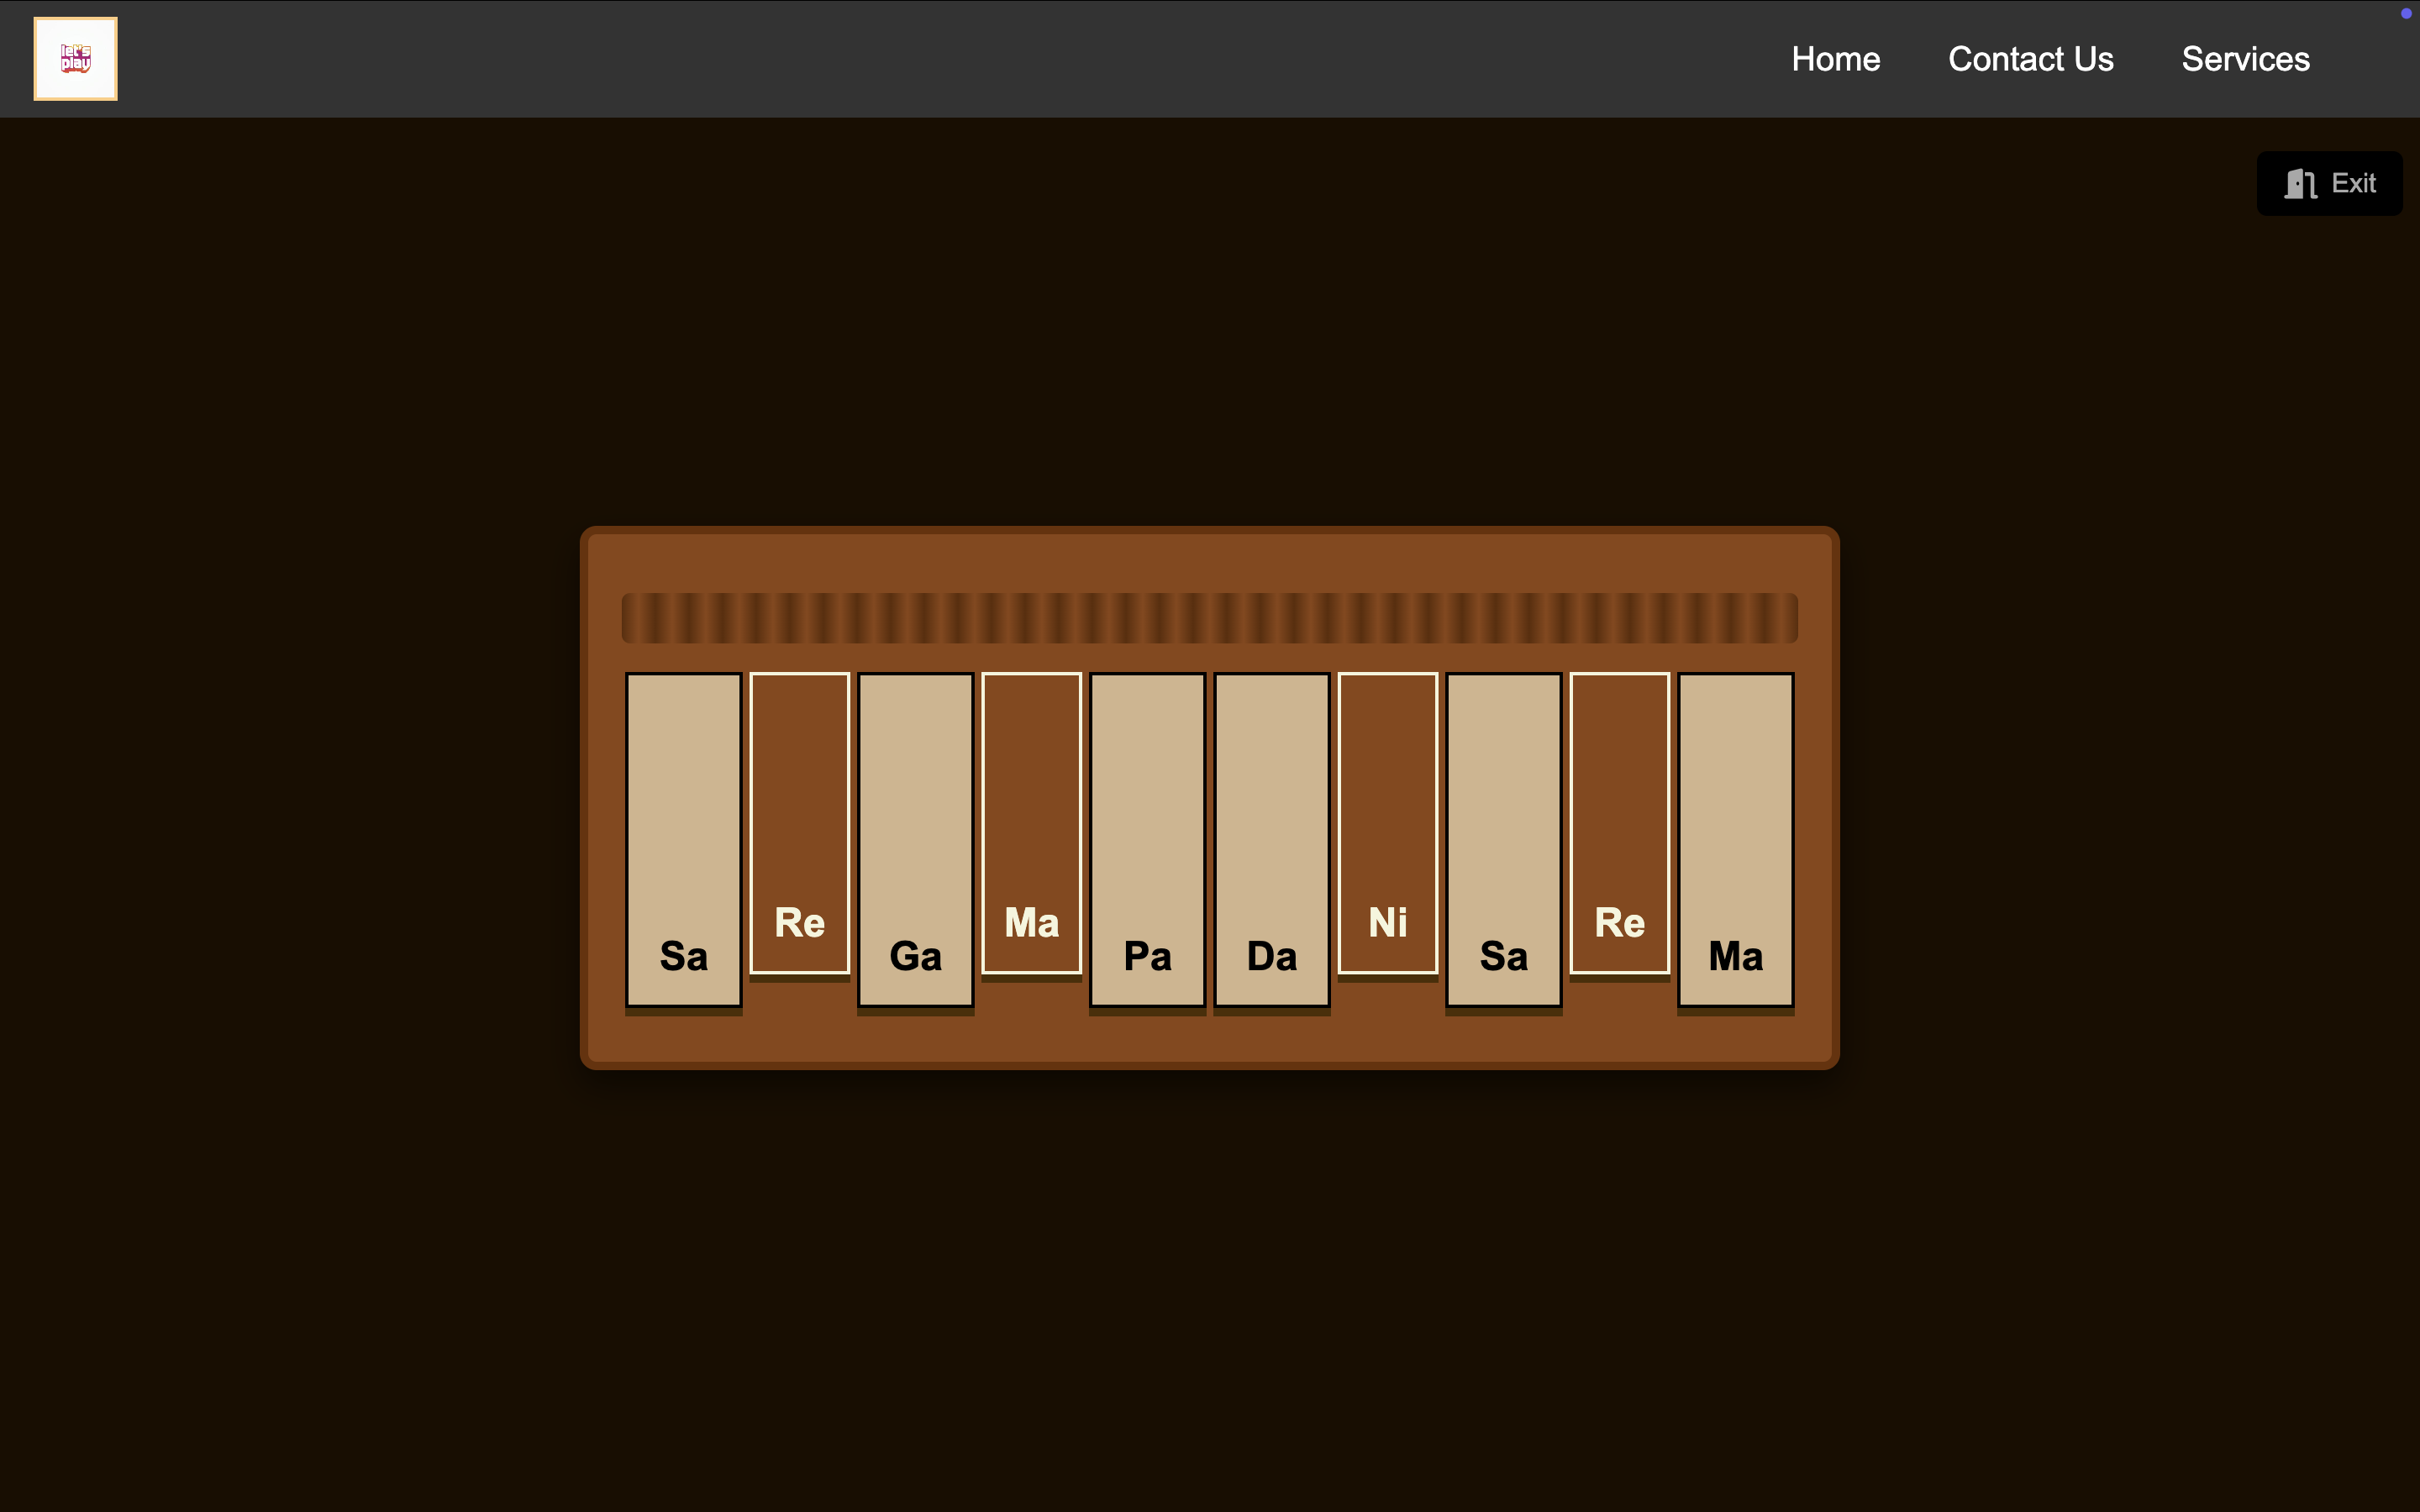 let's
play
Home Contact Us Services
Exit
Sa Re Ga Ma Pa Da Ni Sa Re Ma